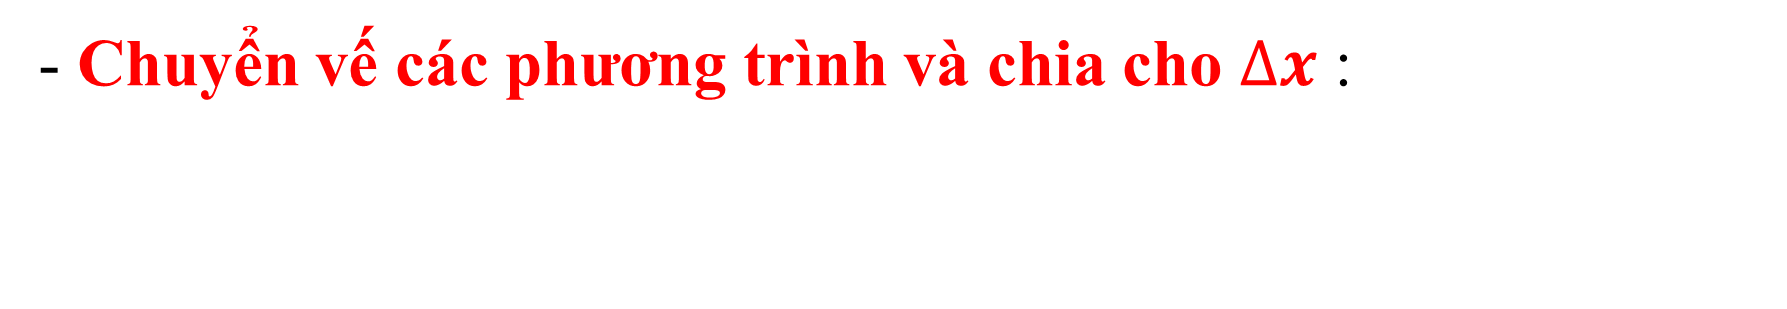 - Chuyển vế các phương trình và chia cho Δx :